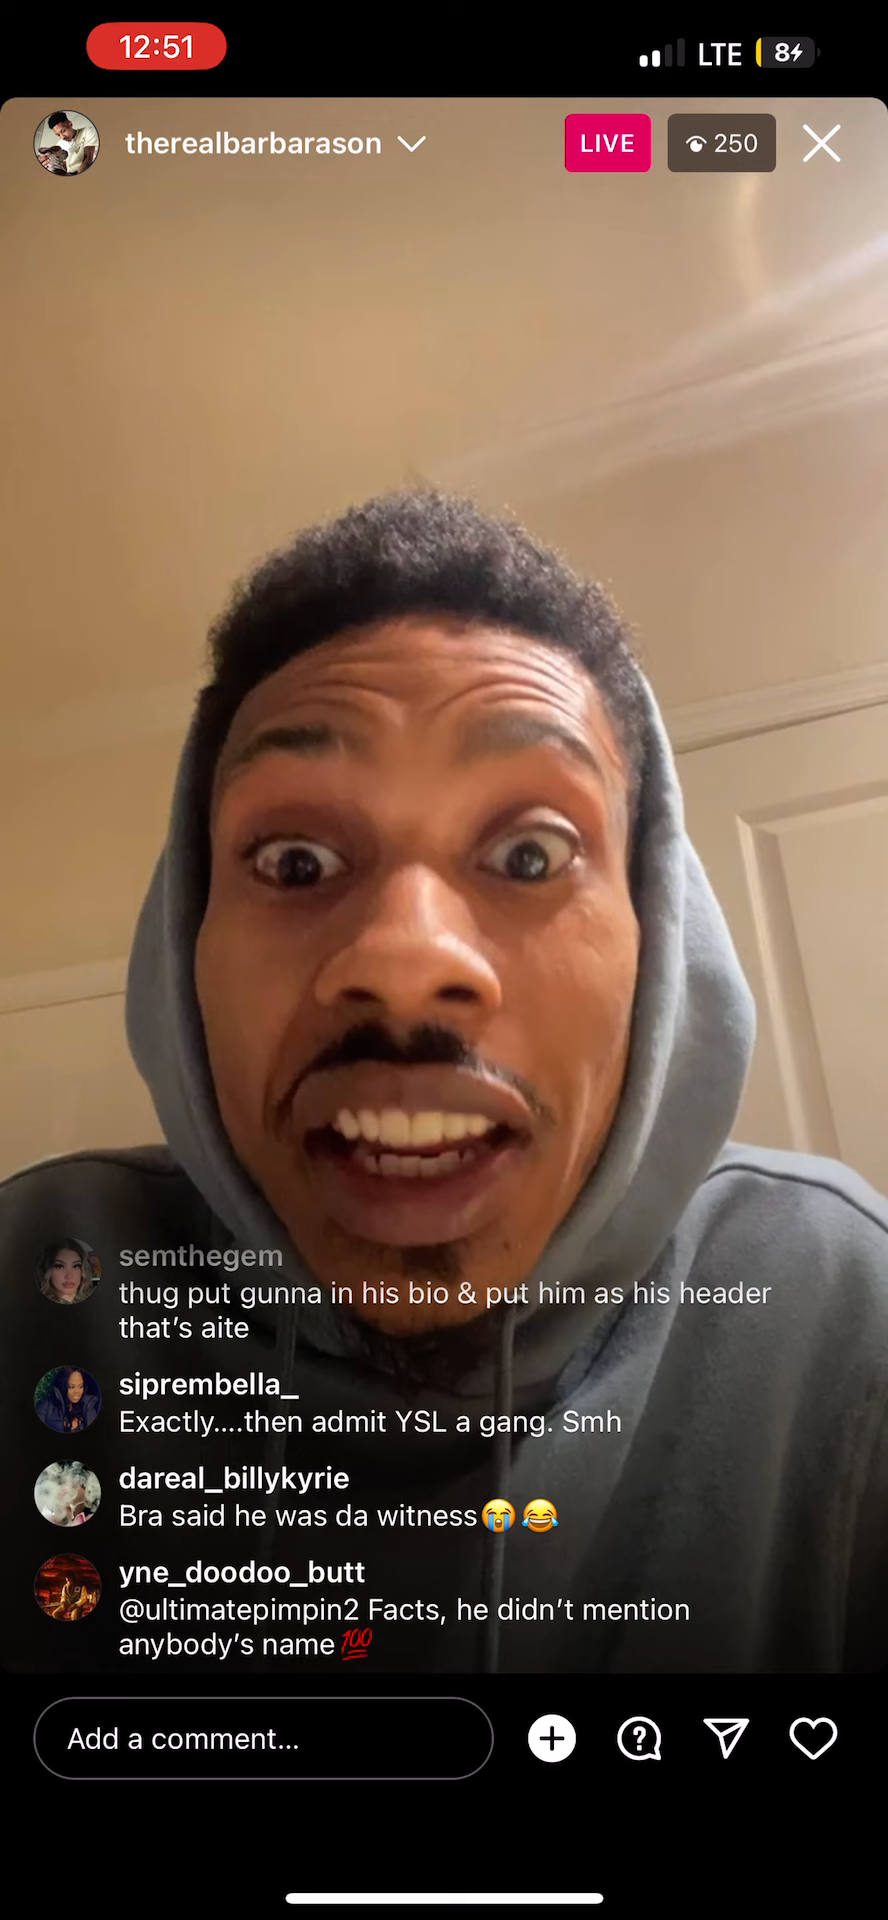 12:51
LTE
8
therealbarbarason
LIVE
250
semthegem
thug put gunna in his bio & put him as his header
that's aite
siprembella_
Exactly....then admit YSL a gang. Smh
dareal_billykyrie
Bra said he was da witness😭😂
yne_doodoo_butt
@ultimatepimpin2 Facts, he didn't mention
anybody's name💯
Add a comment...